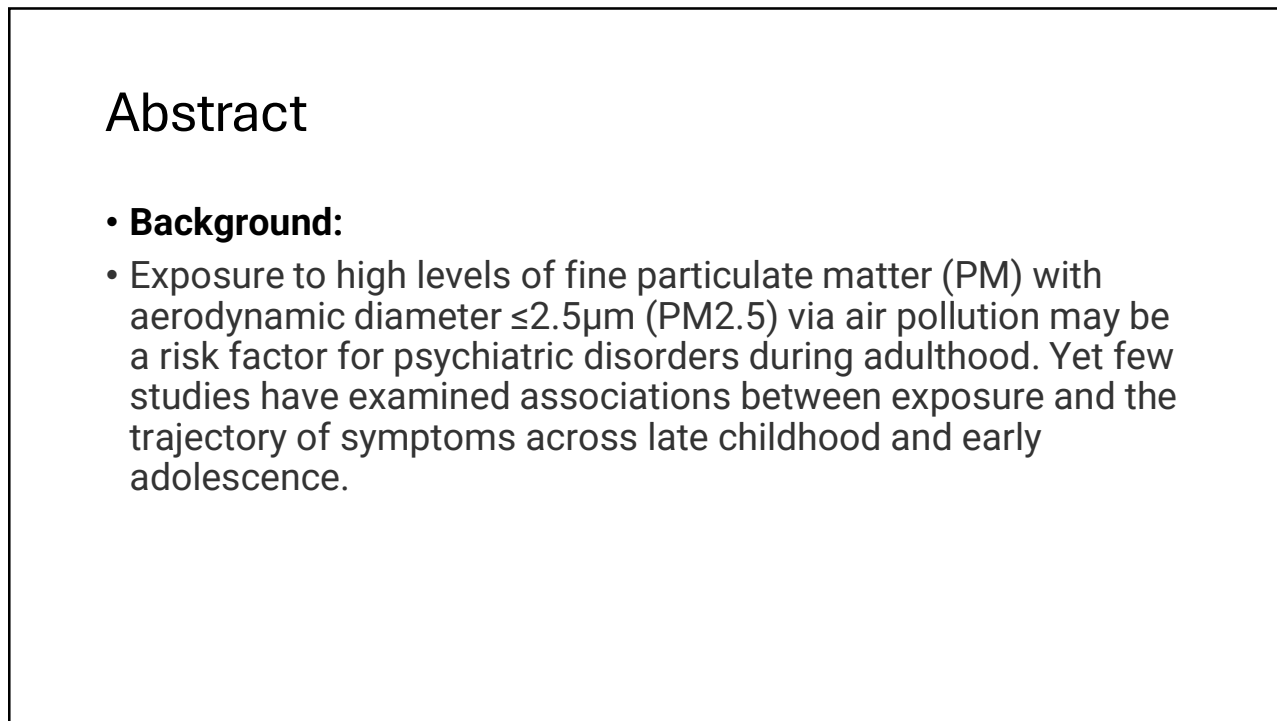 Abstract
• Background:
• Exposure to high levels of fine particulate matter (PM) with
aerodynamic diameter ≤2.5µm (PM2.5) via air pollution may be
a risk factor for psychiatric disorders during adulthood. Yet few
studies have examined associations between exposure and the
trajectory of symptoms across late childhood and early
adolescence.